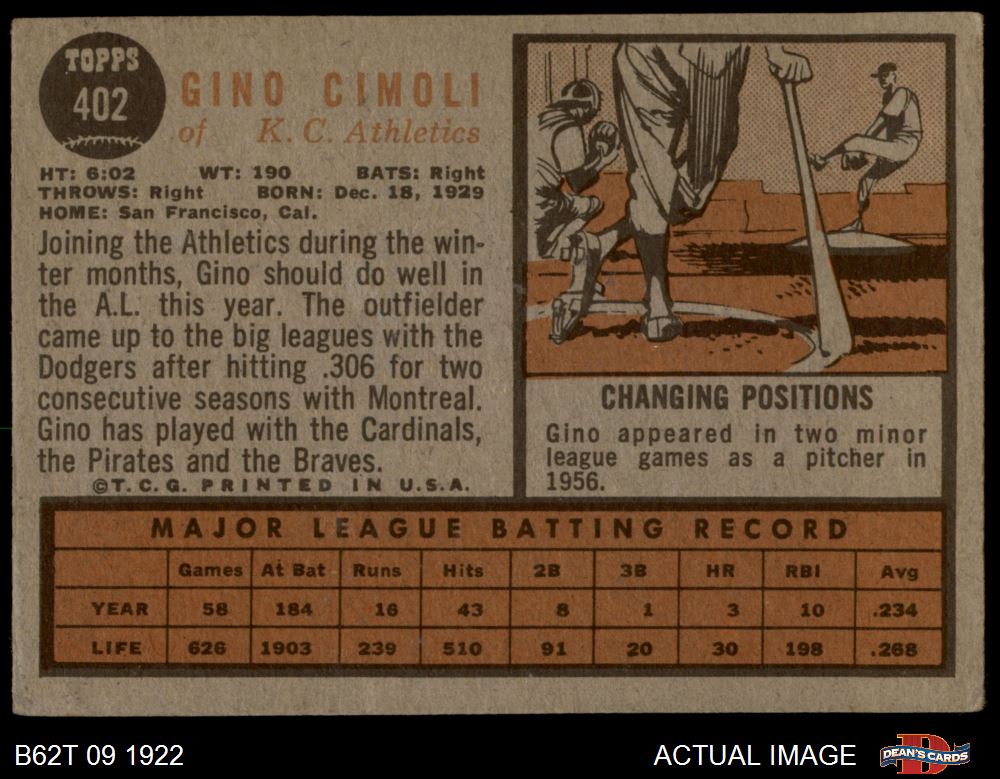 TOPPS
402
GINO CIMOLI
of K. C. Athletics
HT: 6:02 WT: 190 BATS: Right
THROWS: Right BORN: Dec. 18, 1929
HOME: San Francisco, Cal.
Joining the Athletics during the win-
ter months, Gino should do well in
the A.L. this year. The outfielder
came up to the big leagues with the
Dodgers after hitting .306 for two
consecutive seasons with Montreal.
Gino has played with the Cardinals,
the Pirates and the Braves.
©T. C. G. PRINTED IN U.S.A.
CHANGING POSITIONS
Gino appeared in two minor
league games as a pitcher in
1956.
MAJOR LEAGUE BATTING RECORD
Games At Bat Runs Hits 2B 3B HR RBI Avg
YEAR 58 184 16 43 8 1 3 10 .234
LIFE 626 1903 239 510 91 20 30 198 .268
B62T 09 1922
ACTUAL IMAGE
DEAN'S CARDS